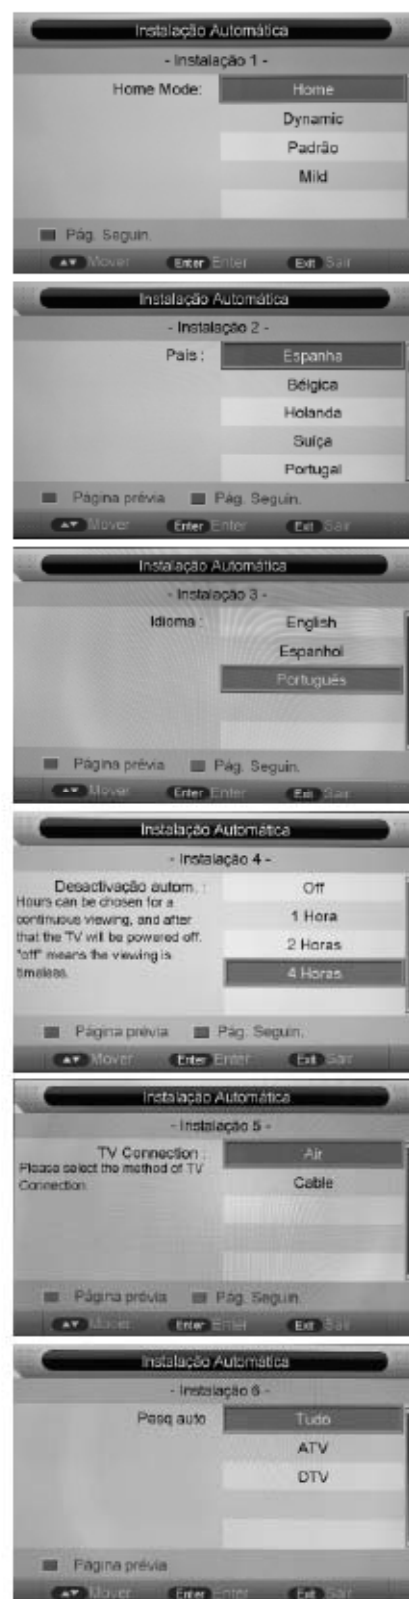 Instalação Automática
- Instalação 1 -
Home Mode: Home
Dynamic
Padrão
Mild
Pág. Seguin.
▲▼ Mover Enter Enter Exit Sair
Instalação Automática
- Instalação 2 -
País : Espanha
Bélgica
Holanda
Suíça
Portugal
Página prévia Pág. Seguin.
▲▼ Mover Enter Enter Exit Sair
Instalação Automática
- Instalação 3 -
Idioma : English
Espanhol
Português
Página prévia Pág. Seguin.
▲▼ Mover Enter Enter Exit Sair
Instalação Automática
- Instalação 4 -
Desactivação autom. : Off
Hours can be chosen for a
continuous viewing, and after 1 Hora
that the TV will be powered off. 2 Horas
"off" means the viewing is
timeless. 4 Horas
Página prévia Pág. Seguin.
▲▼ Mover Enter Enter Exit Sair
Instalação Automática
- Instalação 5 -
TV Connection : Air
Please select the method of TV
Connection. Cable
Página prévia Pág. Seguin.
▲▼ Mover Enter Enter Exit Sair
Instalação Automática
- Instalação 6 -
Pesq auto Tudo
ATV
DTV
Página prévia
▲▼ Mover Enter Enter Exit Sair